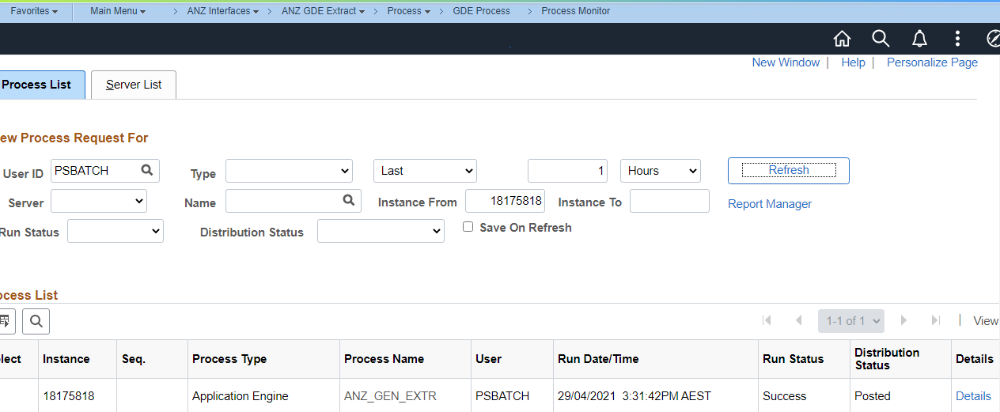 Favorites Main Menu > ANZ Interfaces > ANZ GDE Extract > Process > GDE Process > Process Monitor
New Window | Help | Personalize Page
Process List Server List
ew Process Request For
User ID PSBATCH Type Last 1 Hours Refresh
Server Name Instance From 18175818 Instance To Report Manager
Run Status Distribution Status Save On Refresh
ocess List
1-1 of 1 | View
lect Instance Seq. Process Type Process Name User Run Date/Time Run Status Distribution Status Details
18175818 Application Engine ANZ_GEN_EXTR PSBATCH 29/04/2021 3:31:42PM AEST Success Posted Details